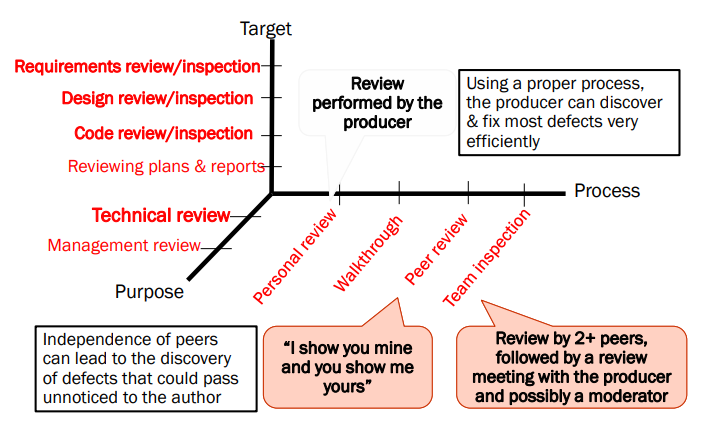 Target
Requirements review/inspection
Design review/inspection
Code review/inspection
Reviewing plans & reports
Review
performed by the
producer
Using a proper process,
the producer can discover
& fix most defects very
efficiently
Process
Technical review
Management review
Purpose
Personal review
Walkthrough
Peer review
Team inspection
Independence of peers
can lead to the discovery
of defects that could pass
unnoticed to the author
“I show you mine
and you show me
yours”
Review by 2+ peers,
followed by a review
meeting with the producer
and possibly a moderator